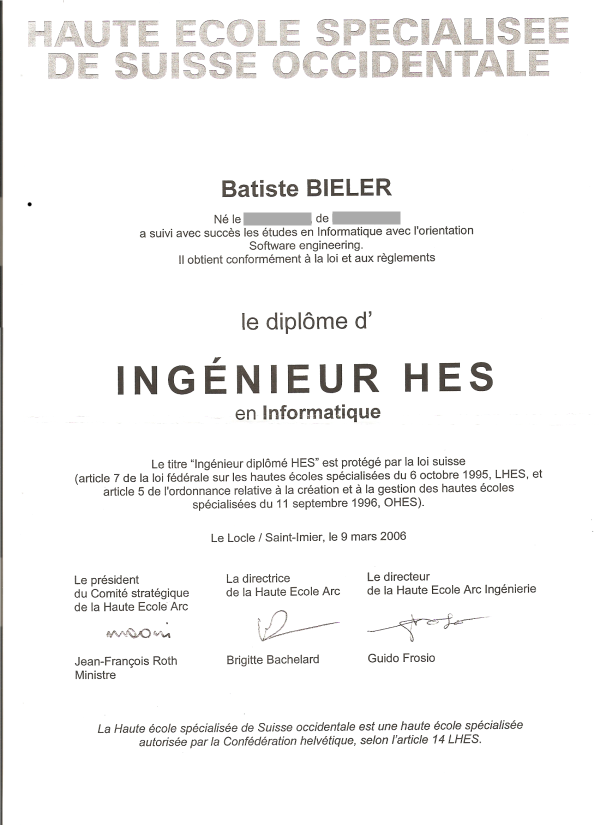 HAUTE ECOLE SPECIALISEE
DE SUISSE OCCIDENTALE
Batiste BIELER
Né le , de
a suivi avec succès les études en Informatique avec l'orientation
Software engineering.
Il obtient conformément à la loi et aux règlements
le diplôme d'
INGÉNIEUR HES
en Informatique
Le titre "Ingénieur diplômé HES" est protégé par la loi suisse
(article 7 de la loi fédérale sur les hautes écoles spécialisées du 6 octobre 1995, LHES, et
article 5 de l'ordonnance relative à la création et à la gestion des hautes écoles
spécialisées du 11 septembre 1996, OHES).
Le Locle / Saint-Imier, le 9 mars 2006
Le président
du Comité stratégique
de la Haute Ecole Arc
La directrice
de la Haute Ecole Arc
Le directeur
de la Haute Ecole Arc Ingénierie
Jean-François Roth
Ministre
Brigitte Bachelard
Guido Frosio
La Haute école spécialisée de Suisse occidentale est une haute école spécialisée
autorisée par la Confédération helvétique, selon l'article 14 LHES.